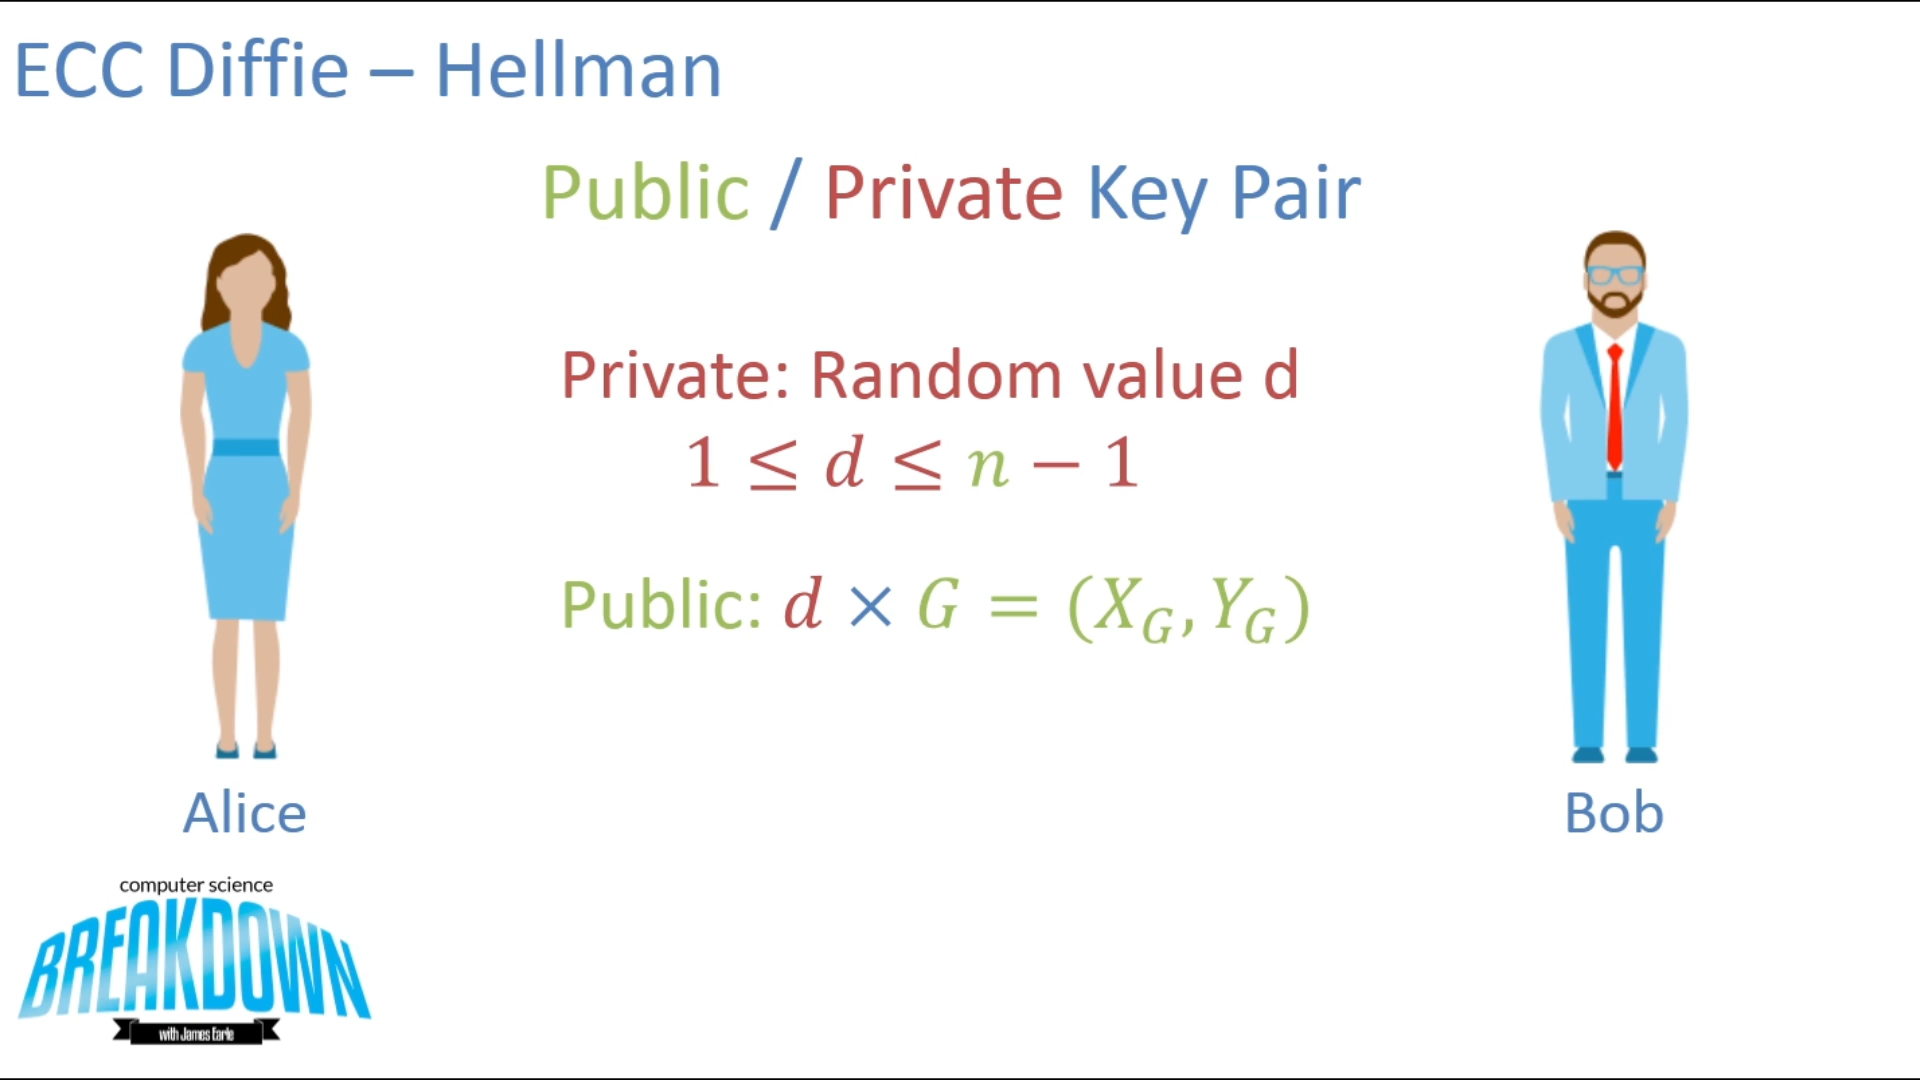 ECC Diffie – Hellman
Public / Private Key Pair
Private: Random value d
1 ≤ d ≤ n − 1
Public: d × G = (X_G, Y_G)
Alice
Bob
computer science
BREAKDOWN
with James Earle